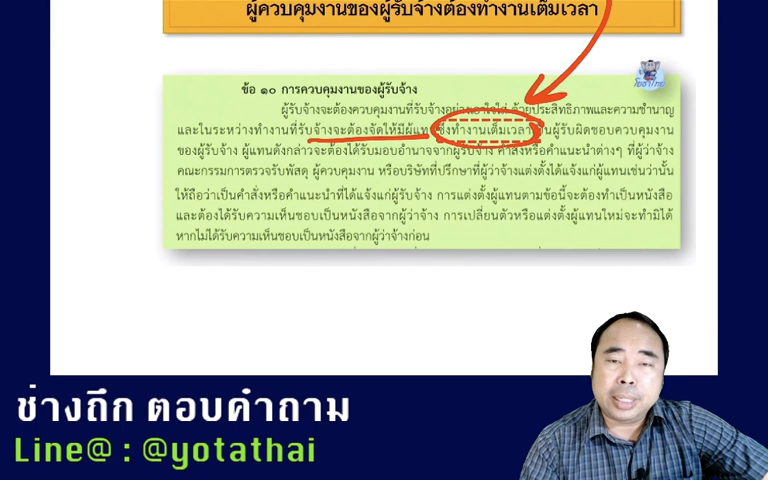 ผู้ควบคุมงานของผู้รับจ้างต้องทำงานเต็มเวลา
โยธาไทย
ข้อ ๑๐ การควบคุมงานของผู้รับจ้าง
ผู้รับจ้างจะต้องควบคุมงานที่รับจ้างอย่างเอาใจใส่ ด้วยประสิทธิภาพและความชำนาญ
และในระหว่างทำงานที่รับจ้างจะต้องจัดให้มีผู้แทนซึ่งทำงานเต็มเวลาเป็นผู้รับผิดชอบควบคุมงาน
ของผู้รับจ้าง ผู้แทนดังกล่าวจะต้องได้รับมอบอำนาจจากผู้รับจ้าง คำสั่งหรือคำแนะนำต่างๆ ที่ผู้ว่าจ้าง
คณะกรรมการตรวจรับพัสดุ ผู้ควบคุมงาน หรือบริษัทที่ปรึกษาที่ผู้ว่าจ้างแต่งตั้งได้แจ้งแก่ผู้แทนเช่นว่านั้น
ให้ถือว่าเป็นคำสั่งหรือคำแนะนำที่ได้แจ้งแก่ผู้รับจ้าง การแต่งตั้งผู้แทนตามข้อนี้จะต้องทำเป็นหนังสือ
และต้องได้รับความเห็นชอบเป็นหนังสือจากผู้ว่าจ้าง การเปลี่ยนตัวหรือแต่งตั้งผู้แทนใหม่จะทำมิได้
หากไม่ได้รับความเห็นชอบเป็นหนังสือจากผู้ว่าจ้างก่อน
ช่างถึก ตอบคำถาม
Line@ : @yotathai